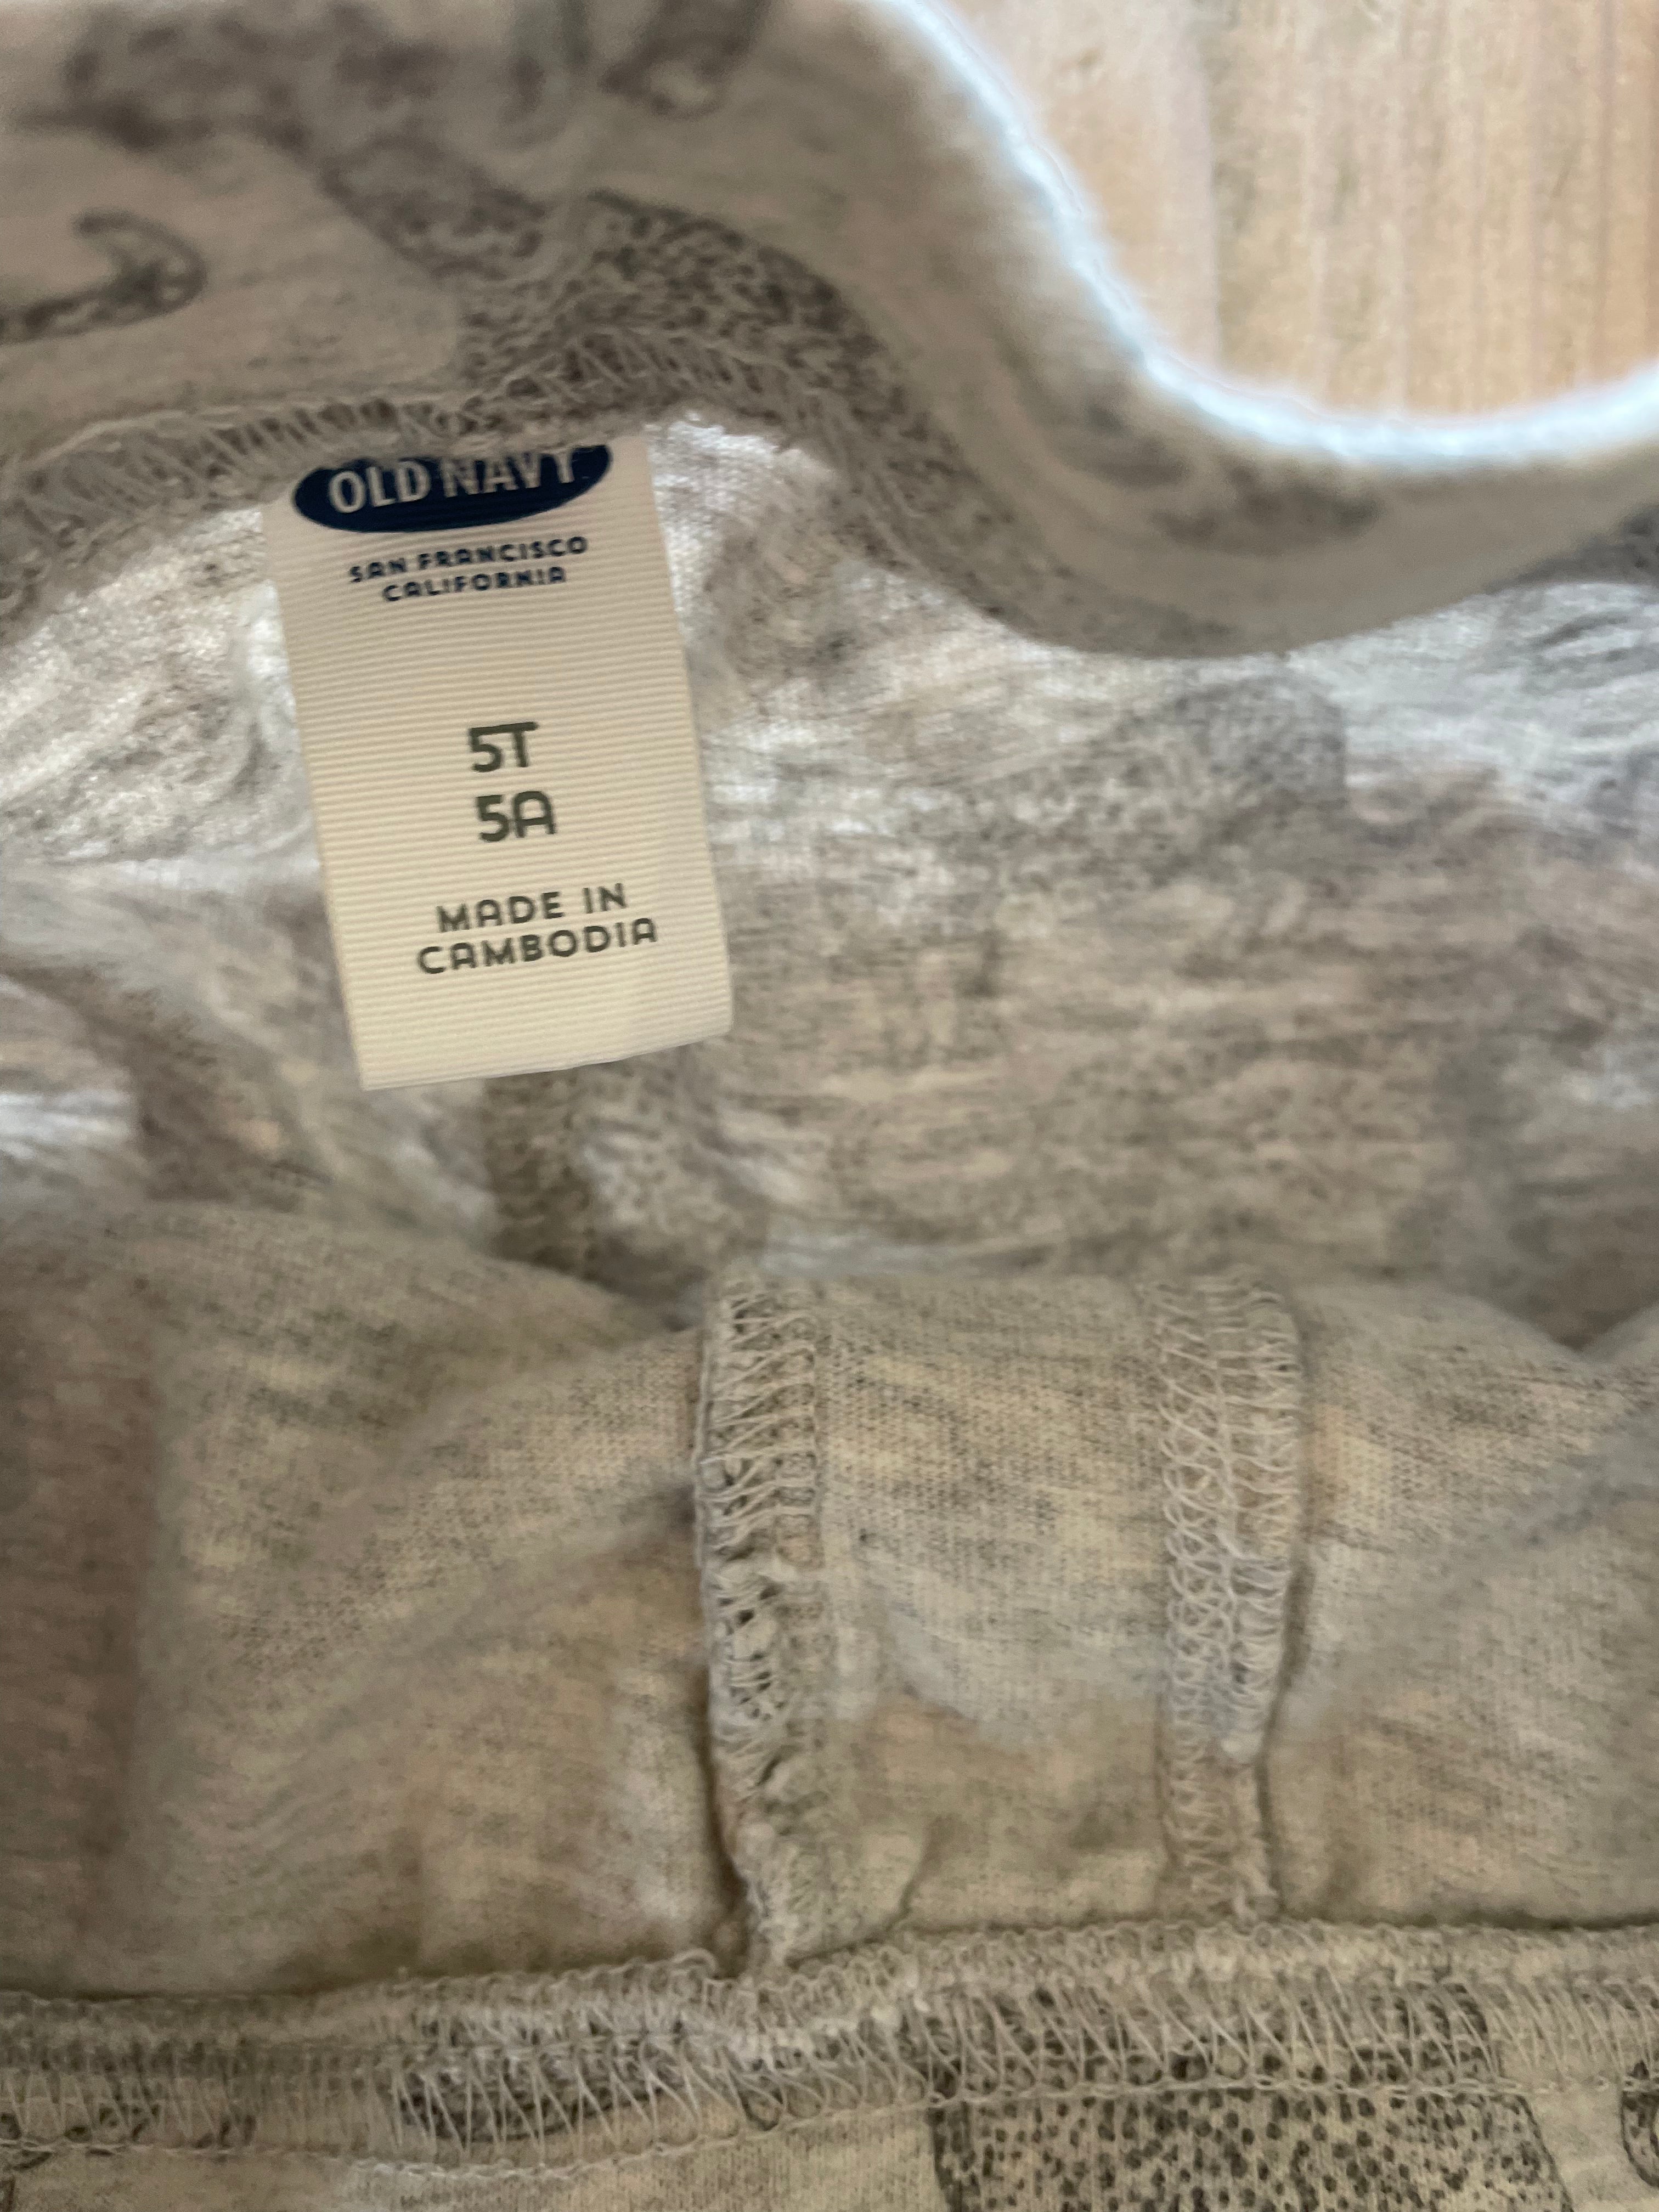 OLD NAVY
SAN FRANCISCO
CALIFORNIA
5T
5A
MADE IN
CAMBODIA